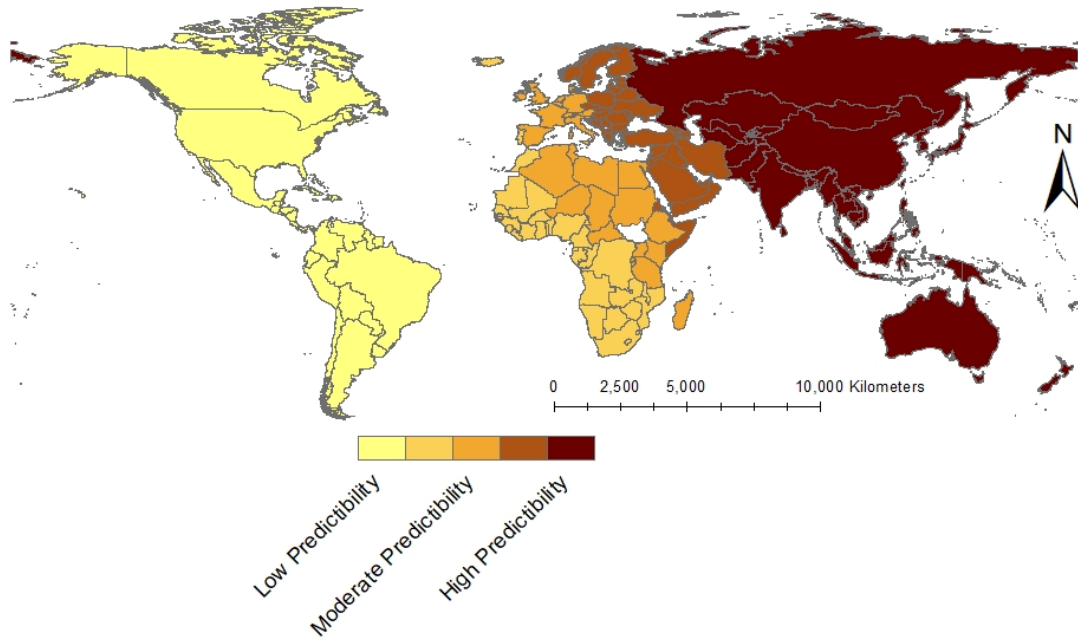 N
0 2,500 5,000 10,000 Kilometers
Low Predictibility
Moderate Predictibility
High Predictibility